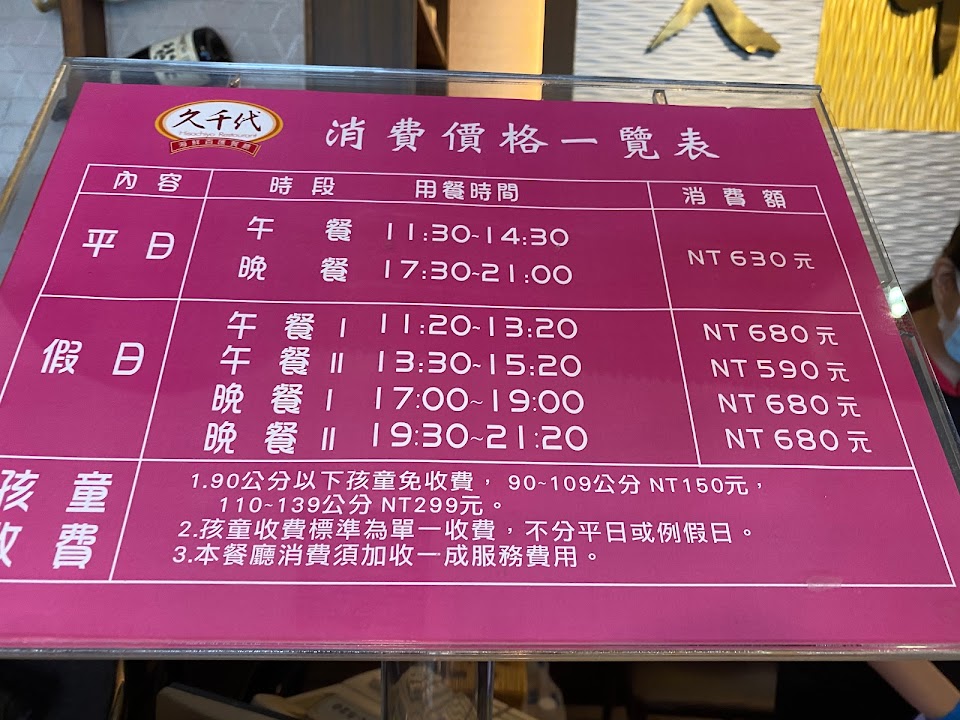 久千代
Hisachiyo Restaurant
海鮮百匯餐廳
消費價格一覽表
內容 時段 用餐時間 消費額
平日 午餐 11:30~14:30 NT 630元
晚餐 17:30~21:00
假日 午餐 I 11:20~13:20 NT 680元
午餐 II 13:30~15:20 NT 590元
晚餐 I 17:00~19:00 NT 680元
晚餐 II 19:30~21:20 NT 680元
孩童
收費
1.90公分以下孩童免收費，90~109公分 NT150元，
110~139公分 NT299元。
2.孩童收費標準為單一收費，不分平日或例假日。
3.本餐廳消費須加收一成服務費用。